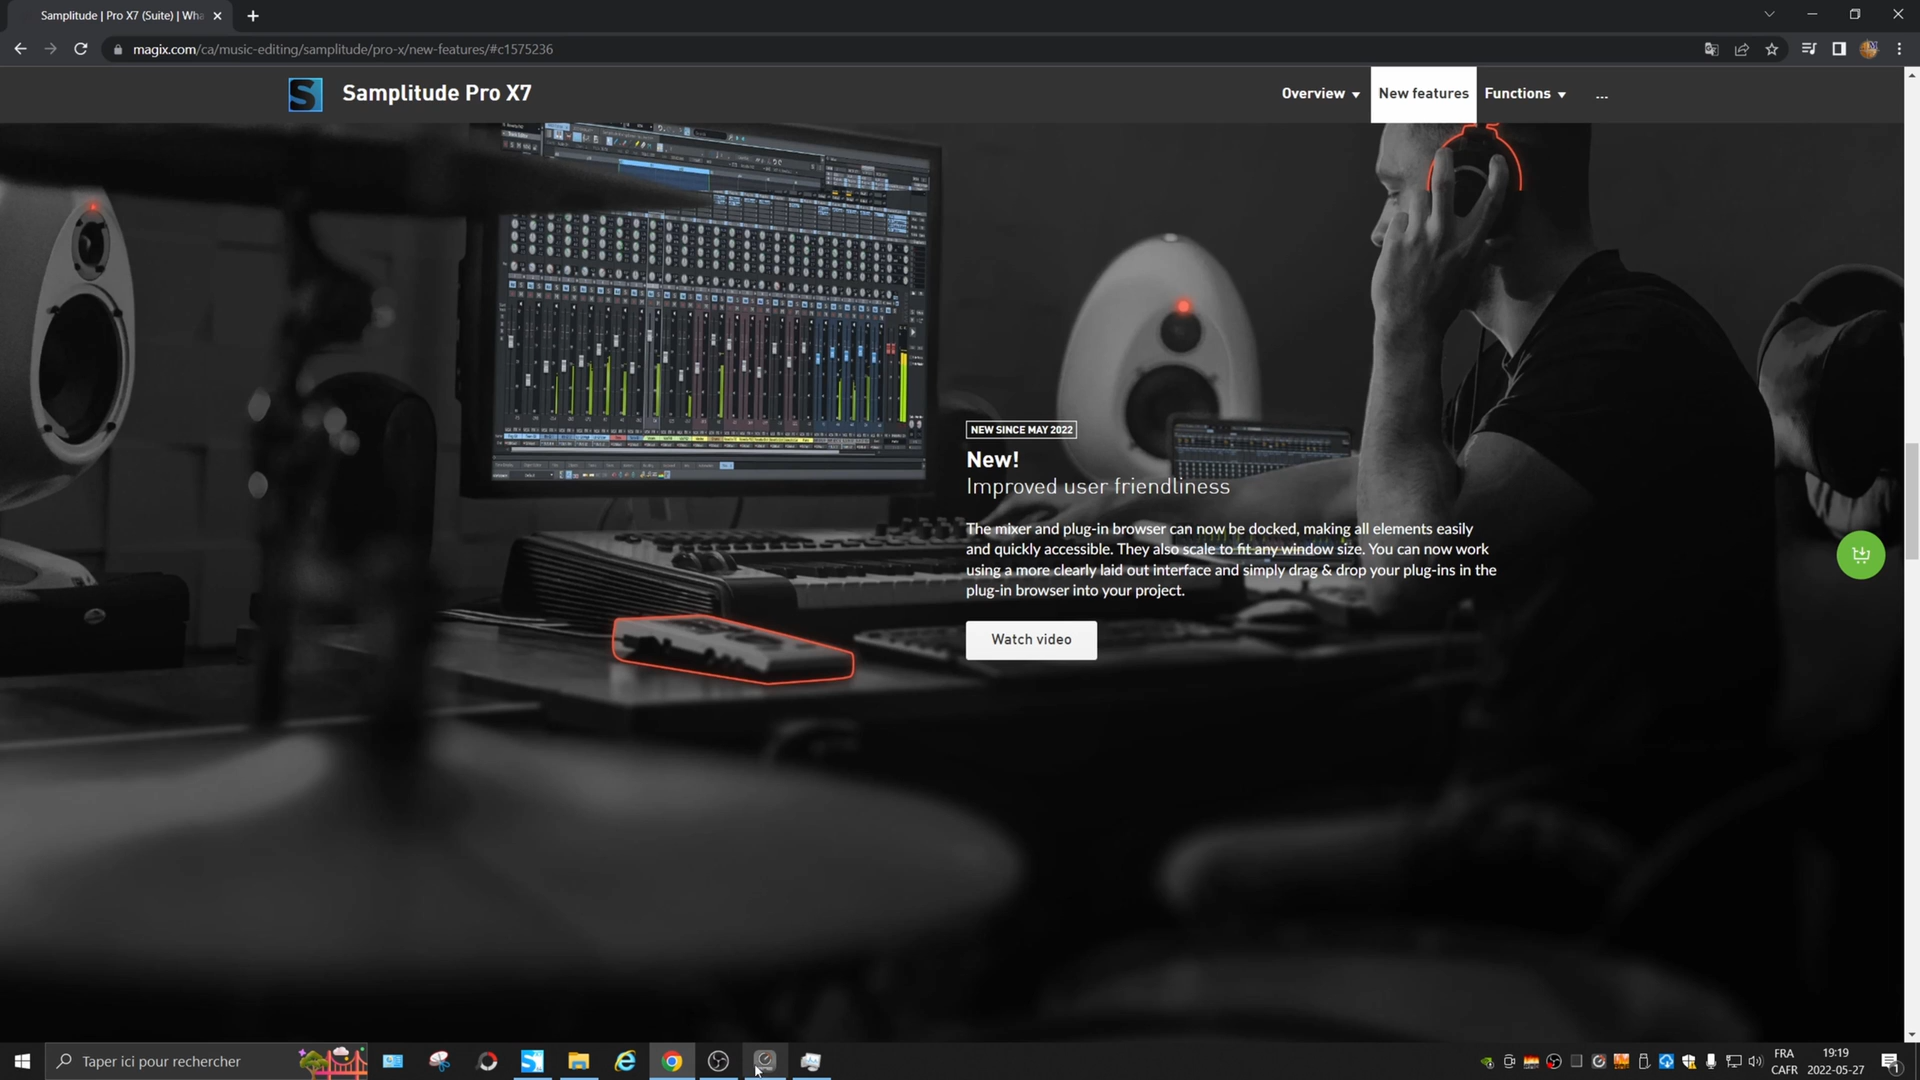 Samplitude | Pro X7 (Suite) | Wha
magix.com/ca/music-editing/samplitude/pro-x/new-features/#c1575236
Samplitude Pro X7
Overview
New features
Functions
...
NEW SINCE MAY 2022
New!
Improved user friendliness
The mixer and plug-in browser can now be docked, making all elements easily
and quickly accessible. They also scale to fit any window size. You can now work
using a more clearly laid out interface and simply drag & drop your plug-ins in the
plug-in browser into your project.
Watch video
Taper ici pour rechercher
FRA
CAFR
19:19
2022-05-27
1